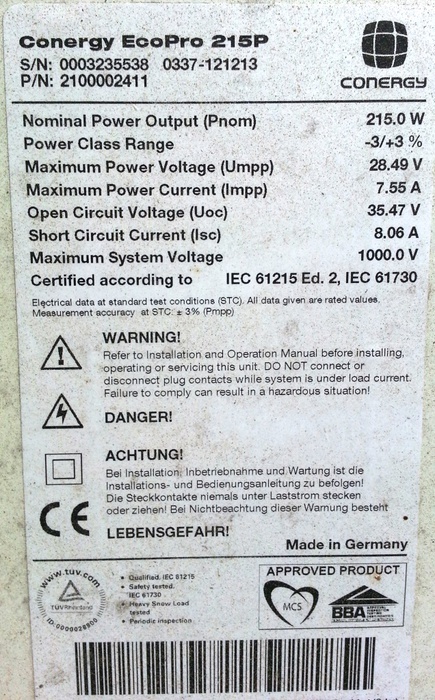 Conergy EcoPro 215P
S/N: 0003235538 0337-121213
P/N: 2100002411
CONERGY
Nominal Power Output (Pnom) 215.0 W
Power Class Range -3/+3 %
Maximum Power Voltage (Umpp) 28.49 V
Maximum Power Current (Impp) 7.55 A
Open Circuit Voltage (Uoc) 35.47 V
Short Circuit Current (Isc) 8.06 A
Maximum System Voltage 1000.0 V
Certified according to IEC 61215 Ed. 2, IEC 61730
Electrical data at standard test conditions (STC). All data given are rated values.
Measurement accuracy at STC: ± 3% (Pmpp)
WARNING!
Refer to Installation and Operation Manual before installing,
operating or servicing this unit. DO NOT connect or
disconnect plug contacts while system is under load current.
Failure to comply can result in a hazardous situation!
DANGER!
ACHTUNG!
Bei Installation, Inbetriebnahme und Wartung ist die
Installations- und Bedienungsanleitung zu befolgen!
Die Steckkontakte niemals unter Laststrom stecken
oder ziehen! Bei Nichtbeachtung dieser Warnung besteht
LEBENSGEFAHR!
CE
Made in Germany
www.tuv.com
TÜVRheinland
ID:0000028900
• Qualified, IEC 61215
• Safety tested,
IEC 61730
• Heavy Snow Load
tested
• Periodic inspection
APPROVED PRODUCT
MCS
BBA